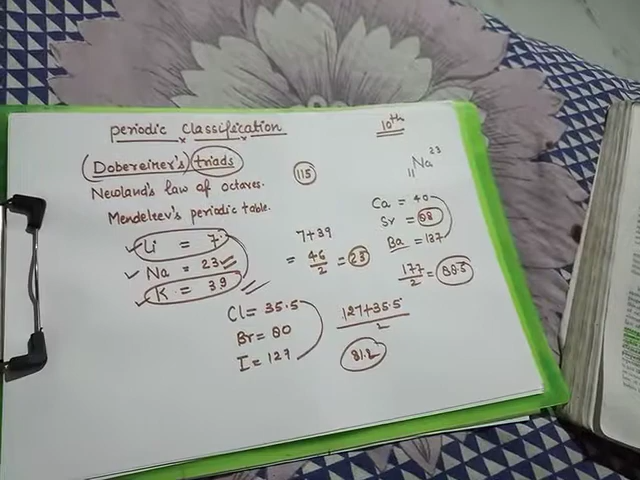 periodic Classification
10th
(Dobereiner's) triads
115
11Na23
Newland's law of octaves.
Mendeleev's periodic table.
Li = 7
Na = 23
K = 39
7+39
= 46/2 = 23
Ca = 40
Sr = 88
Ba = 137
177/2 = 88.5
Cl = 35.5
Br = 80
I = 127
127+35.5
2
81.2